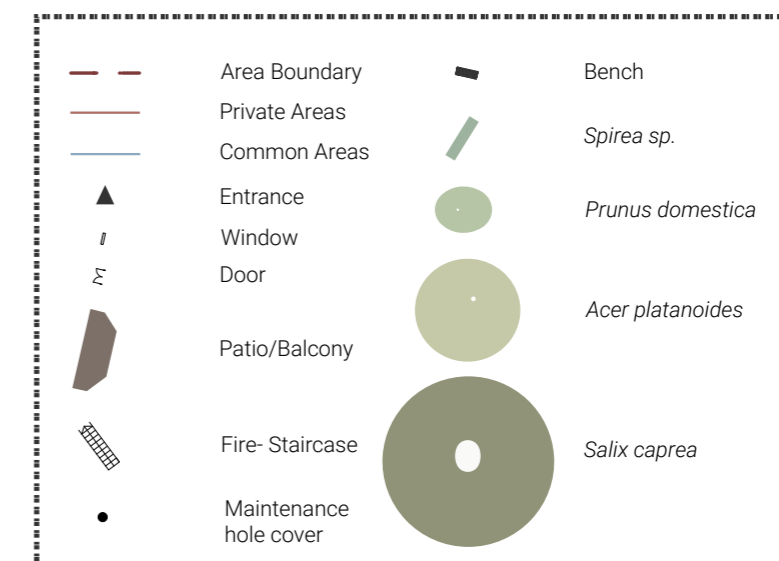 Area Boundary
Private Areas
Common Areas
Entrance
Window
Door
Patio/Balcony
Fire- Staircase
Maintenance
hole cover
Bench
Spirea sp.
Prunus domestica
Acer platanoides
Salix caprea